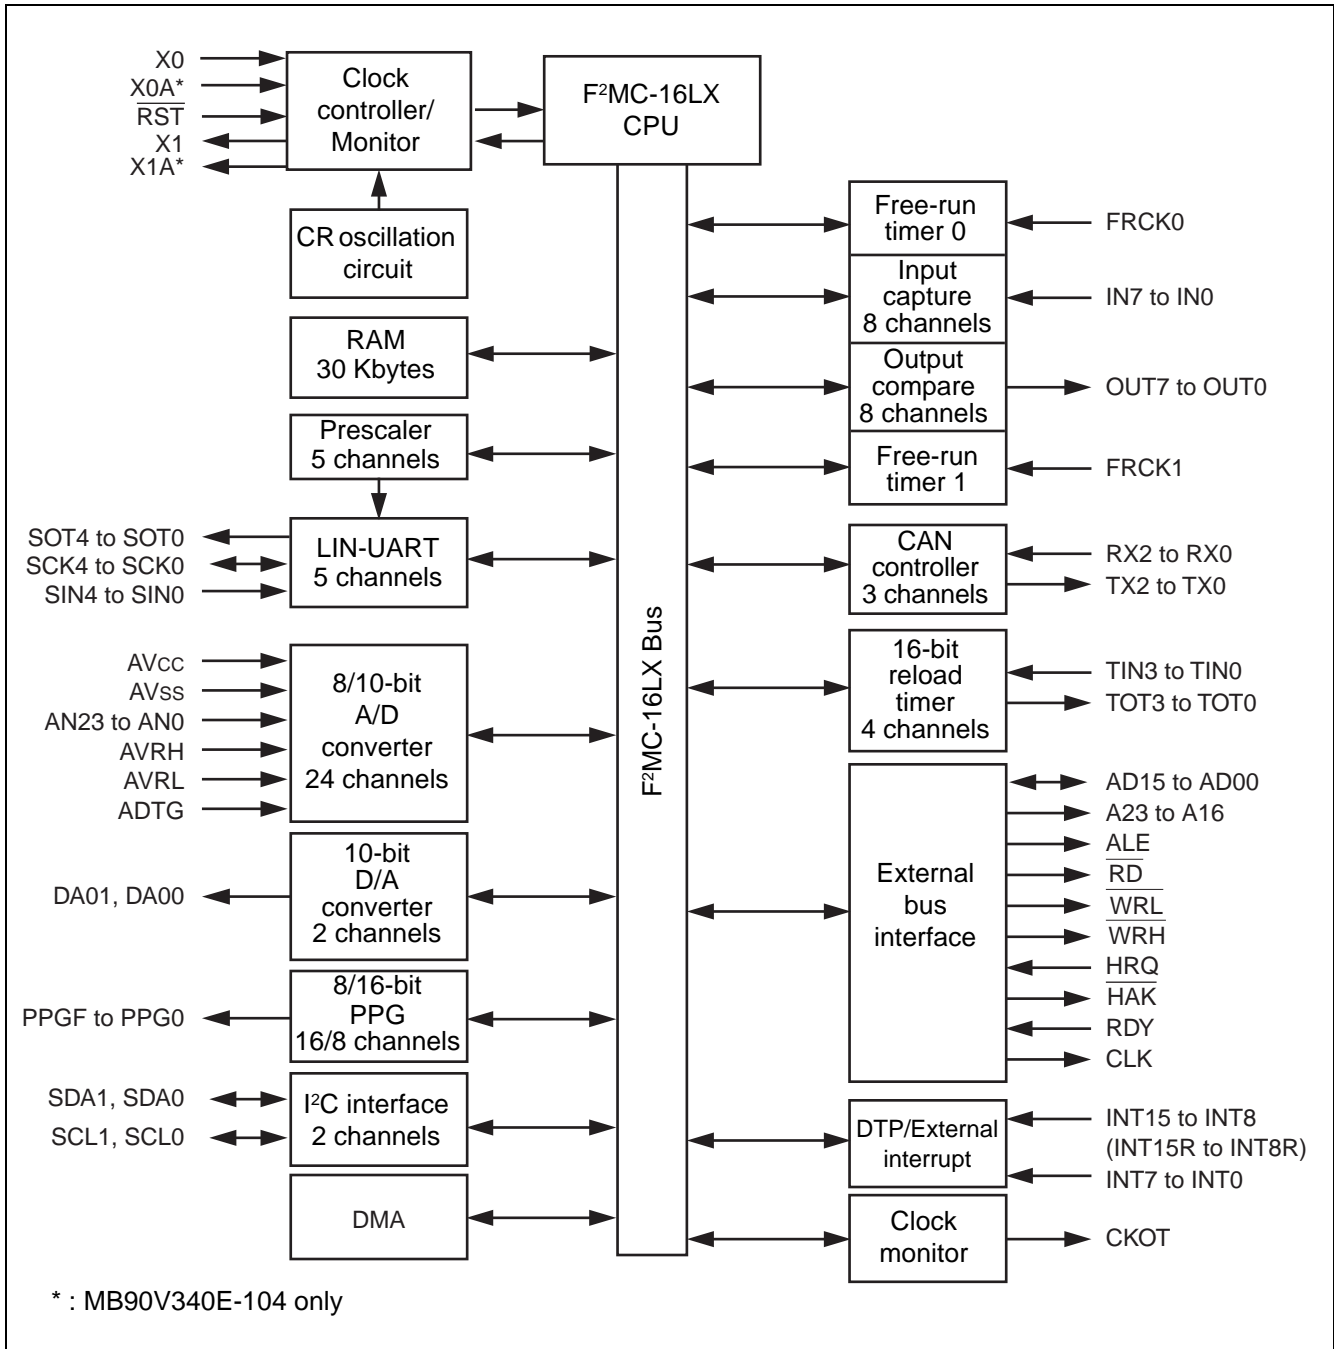 X0
X0A*
RST
X1
X1A*
Clock
controller/
Monitor
F²MC-16LX
CPU
CR oscillation
circuit
RAM
30 Kbytes
Prescaler
5 channels
SOT4 to SOT0
SCK4 to SCK0
SIN4 to SIN0
LIN-UART
5 channels
AVCC
AVSS
AN23 to AN0
AVRH
AVRL
ADTG
8/10-bit
A/D
converter
24 channels
DA01, DA00
10-bit
D/A
converter
2 channels
PPGF to PPG0
8/16-bit
PPG
16/8 channels
SDA1, SDA0
SCL1, SCL0
I²C interface
2 channels
DMA
F²MC-16LX Bus
Free-run
timer 0
FRCK0
Input
capture
8 channels
IN7 to IN0
Output
compare
8 channels
OUT7 to OUT0
Free-run
timer 1
FRCK1
CAN
controller
3 channels
RX2 to RX0
TX2 to TX0
16-bit
reload
timer
4 channels
TIN3 to TIN0
TOT3 to TOT0
External
bus
interface
AD15 to AD00
A23 to A16
ALE
RD
WRL
WRH
HRQ
HAK
RDY
CLK
DTP/External
interrupt
INT15 to INT8
(INT15R to INT8R)
INT7 to INT0
Clock
monitor
CKOT
* : MB90V340E-104 only